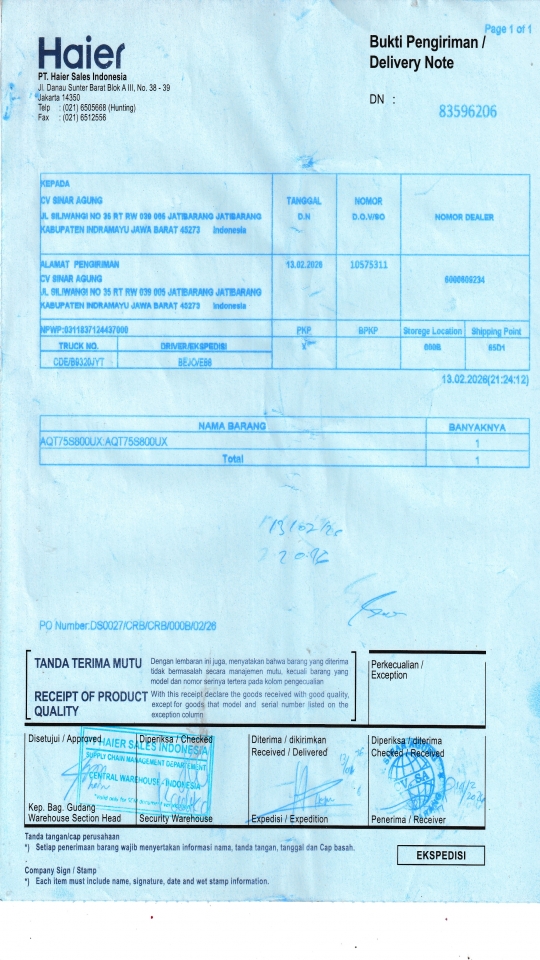 Page 1 of 1
Haier
Bukti Pengiriman /
Delivery Note
PT. Haier Sales Indonesia
Jl. Danau Sunter Barat Blok A III, No. 38 - 39
Jakarta 14350
Telp : (021) 6505668 (Hunting)
Fax : (021) 6512556
DN :
83596206
KEPADA
CV SINAR AGUNG
JL SILIWANGI NO 35 RT RW 039 005 JATIBARANG JATIBARANG
KABUPATEN INDRAMAYU JAWA BARAT 45273 Indonesia
TANGGAL
D.N
NOMOR
D.O.V/SO
NOMOR DEALER
ALAMAT PENGIRIMAN
CV SINAR AGUNG
JL SILIWANGI NO 35 RT RW 039 005 JATIBARANG JATIBARANG
KABUPATEN INDRAMAYU JAWA BARAT 45273 Indonesia
13.02.2026
10575311
NPWP:
PKP
BPKP
Storege Location
Shipping Point
TRUCK NO.
DRIVER/EKSPEDISI
X
000B
65D1
CDE/B9320JYT
13.02.2026(21:24:12)
NAMA BARANG
BANYAKNYA
AQT75S800UX:AQT75S800UX
1
Total
1
PO Number:DS0027/CRB/CRB/000B/02/26
TANDA TERIMA MUTU
Dengan lembaran ini juga, menyatakan bahwa barang yang diterima
tidak bermasalah secara manajemen mutu, kecuali barang yang
model dan nomor serinya tertera pada kolom pengecualian
RECEIPT OF PRODUCT
QUALITY
With this receipt declare the goods received with good quality,
except for goods that model and serial number listed on the
exception column
Perkecualian /
Exception
Disetujui / Approved
Diperiksa / Checked
Diterima / dikirimkan
Received / Delivered
Diperiksa / diterima
Checked / Received
HAIER SALES INDONESIA
SUPPLY CHAIN MANAGEMENT DEPARTEMENT
CENTRAL WAREHOUSE - INDONESIA
Kep. Bag. Gudang
Warehouse Section Head
Security Warehouse
Expedisi / Expedition
Penerima / Receiver
Tanda tangan/cap perusahaan
*) Setiap penerimaan barang wajib menyertakan informasi nama, tanda tangan, tanggal dan Cap basah.
EKSPEDISI
Company Sign / Stamp
*) Each item must include name, signature, date and wet stamp information.